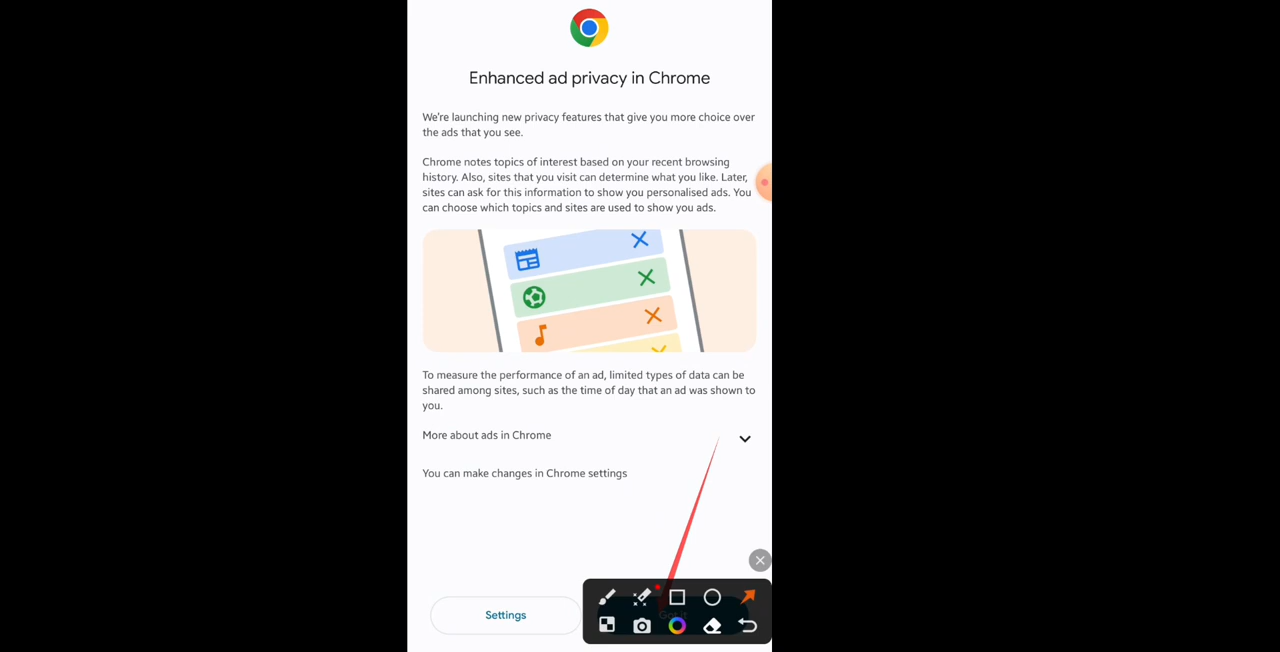 Enhanced ad privacy in Chrome
We're launching new privacy features that give you more choice over
the ads that you see.
Chrome notes topics of interest based on your recent browsing
history. Also, sites that you visit can determine what you like. Later,
sites can ask for this information to show you personalised ads. You
can choose which topics and sites are used to show you ads.
To measure the performance of an ad, limited types of data can be
shared among sites, such as the time of day that an ad was shown to
you.
More about ads in Chrome
You can make changes in Chrome settings
Settings